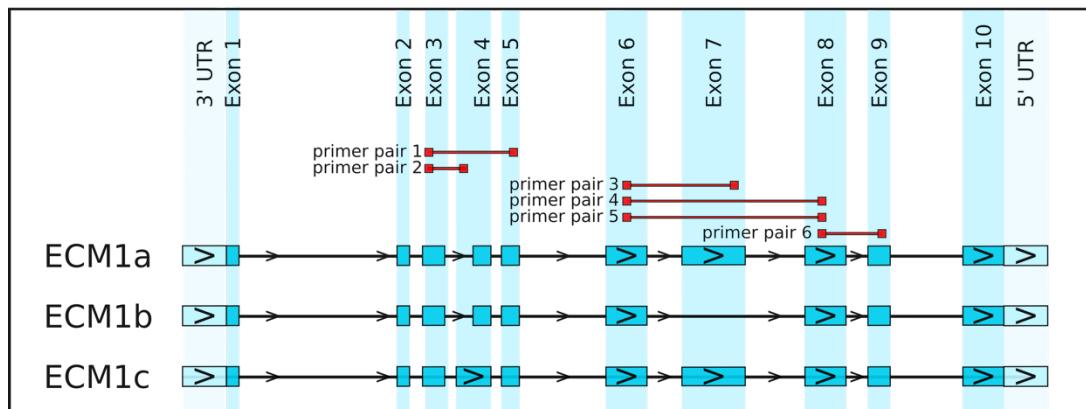 3' UTR
Exon 1
Exon 2
Exon 3
Exon 4
Exon 5
Exon 6
Exon 7
Exon 8
Exon 9
Exon 10
5' UTR
primer pair 1
primer pair 2
primer pair 3
primer pair 4
primer pair 5
primer pair 6
ECM1a
ECM1b
ECM1c